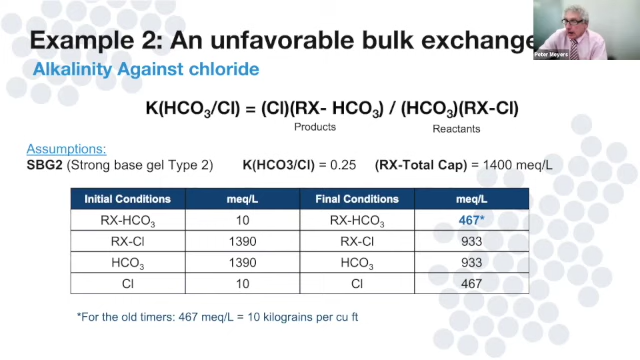 Example 2: An unfavorable bulk exchange
Peter Meyers
Alkalinity Against chloride
K(HCO₃/Cl) = (Cl)(RX- HCO₃) / (HCO₃)(RX-Cl)
Products Reactants
Assumptions:
SBG2 (Strong base gel Type 2) K(HCO3/Cl) = 0.25 (RX-Total Cap) = 1400 meq/L
Initial Conditions meq/L Final Conditions meq/L
RX-HCO₃ 10 RX-HCO₃ 467*
RX-Cl 1390 RX-Cl 933
HCO₃ 1390 HCO₃ 933
Cl 10 Cl 467
*For the old timers: 467 meq/L = 10 kilograins per cu ft